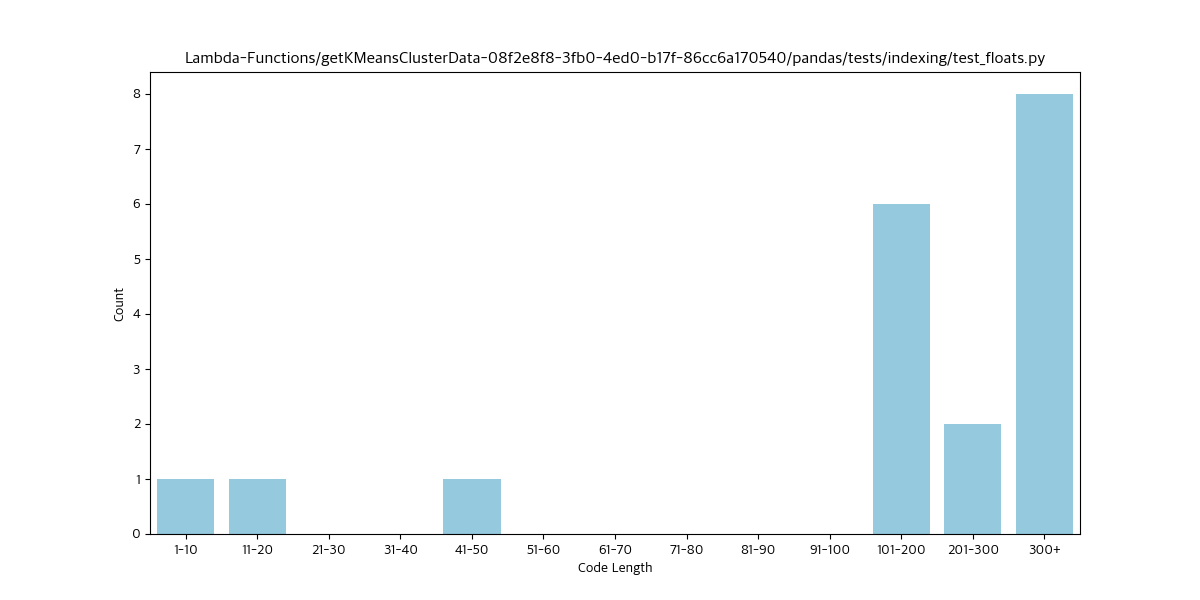 Lambda-Functions/getKMeansClusterData-08f2e8f8-3fb0-4ed0-b17f-86cc6a170540/pandas/tests/indexing/test_floats.py
8
7
6
5
4
3
2
1
0
Count
1-10 11-20 21-30 31-40 41-50 51-60 61-70 71-80 81-90 91-100 101-200 201-300 300+
Code Length